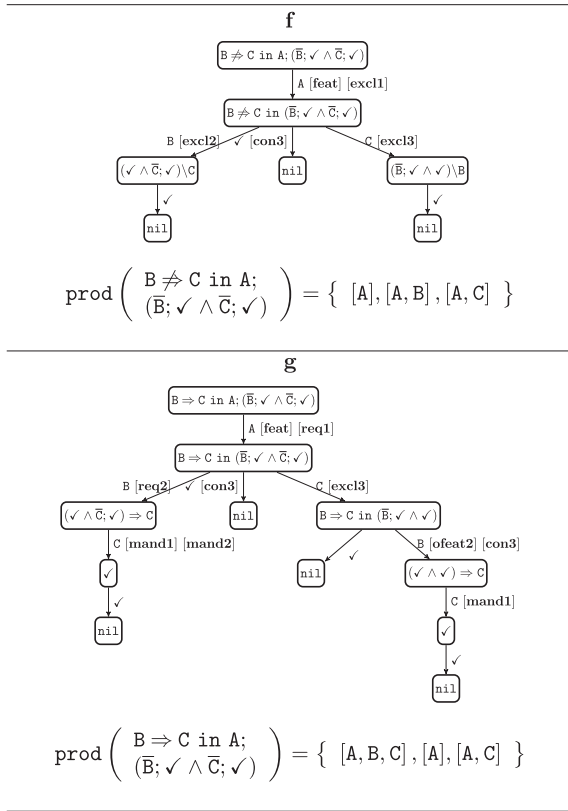 f
B ⇏ C in A; (B̅; ✓ ∧ C̅; ✓)
A [feat] [excl1]
B ⇏ C in (B̅; ✓ ∧ C̅; ✓)
B [excl2] ✓ [con3] C [excl3]
(✓ ∧ C̅; ✓)\C nil (B̅; ✓ ∧ ✓)\B
✓ ✓
nil nil
prod ( B ⇏ C in A; (B̅; ✓ ∧ C̅; ✓) ) = { [A], [A, B] , [A, C] }
g
B ⇒ C in A; (B̅; ✓ ∧ C̅; ✓)
A [feat] [req1]
B ⇒ C in (B̅; ✓ ∧ C̅; ✓)
B [req2] ✓ [con3] C [excl3]
(✓ ∧ C̅; ✓) ⇒ C nil B ⇒ C in (B̅; ✓ ∧ ✓)
C [mand1] [mand2] ✓ B [ofeat2] [con3]
✓ nil (✓ ∧ ✓) ⇒ C
✓ C [mand1]
nil ✓
✓
nil
prod ( B ⇒ C in A; (B̅; ✓ ∧ C̅; ✓) ) = { [A, B, C] , [A], [A, C] }